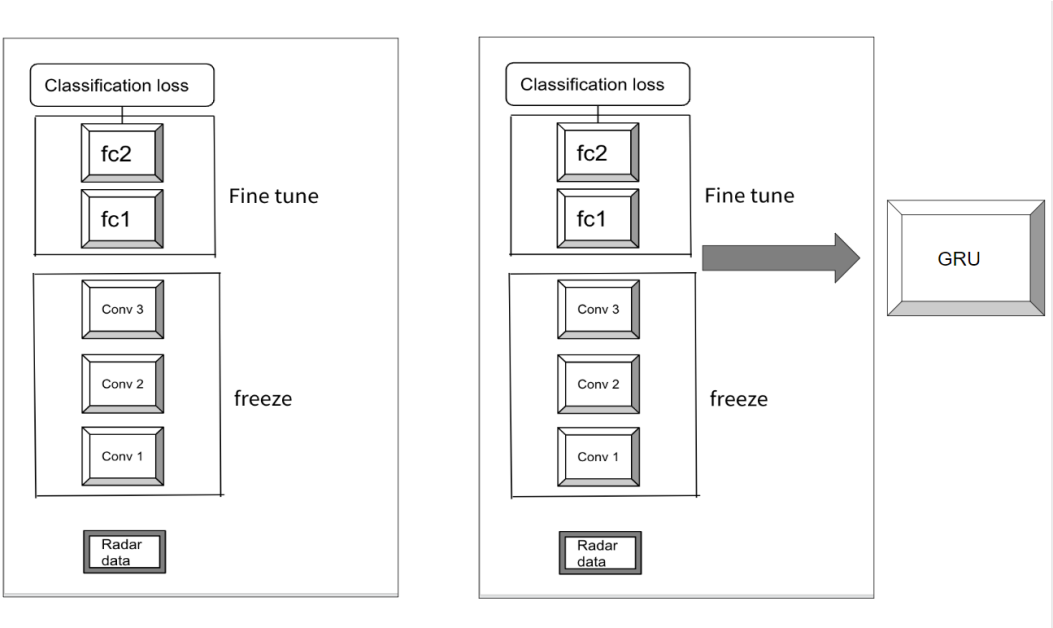 Classification loss
fc2
fc1
Fine tune
Conv 3
Conv 2
freeze
Conv 1
Radar
data
Classification loss
fc2
fc1
Fine tune
Conv 3
Conv 2
freeze
Conv 1
Radar
data
GRU